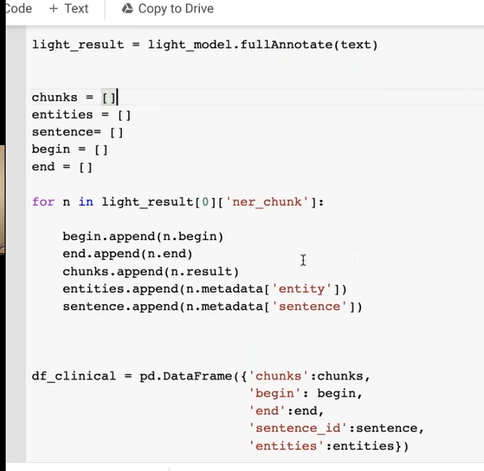 Code + Text Copy to Drive
light_result = light_model.fullAnnotate(text)
chunks = []
entities = []
sentence= []
begin = []
end = []
for n in light_result[0]['ner_chunk']:
    begin.append(n.begin)
    end.append(n.end)
    chunks.append(n.result)
    entities.append(n.metadata['entity'])
    sentence.append(n.metadata['sentence'])
df_clinical = pd.DataFrame({'chunks':chunks,
                            'begin': begin,
                            'end':end,
                            'sentence_id':sentence,
                            'entities':entities})